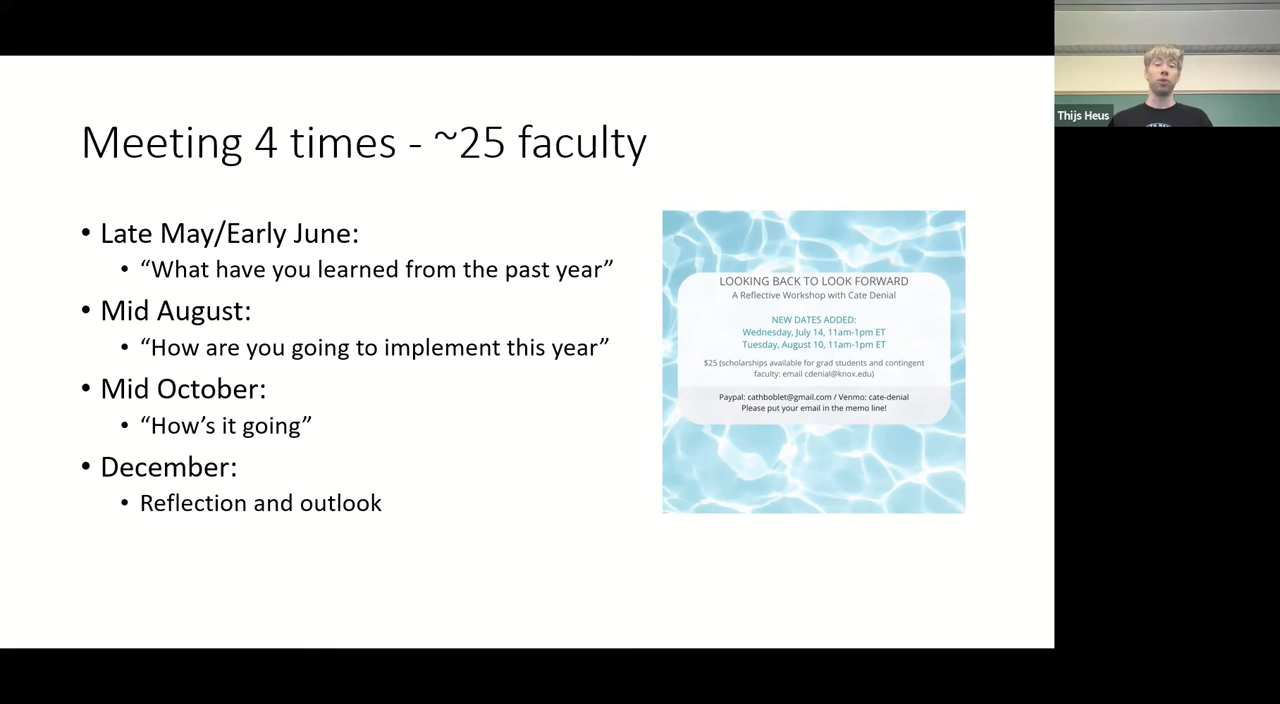 Meeting 4 times - ~25 faculty
• Late May/Early June:
• “What have you learned from the past year”
• Mid August:
• “How are you going to implement this year”
• Mid October:
• “How’s it going”
• December:
• Reflection and outlook
LOOKING BACK TO LOOK FORWARD
A Reflective Workshop with Cate Denial
NEW DATES ADDED:
Wednesday, July 14, 11am-1pm ET
Tuesday, August 10, 11am-1pm ET
$25 (scholarships available for grad students and contingent
faculty: email cdenial@knox.edu)
Paypal: cathboblet@gmail.com / Venmo: cate-denial
Please put your email in the memo line!
Thijs Heus